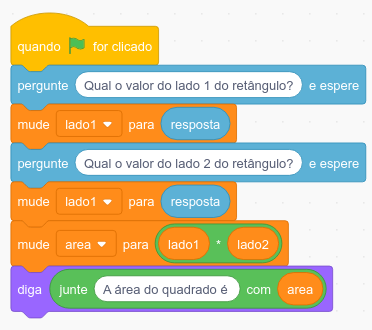 quando for clicado
pergunte Qual o valor do lado 1 do retângulo? e espere
mude lado1 para resposta
pergunte Qual o valor do lado 2 do retângulo? e espere
mude lado1 para resposta
mude area para lado1 * lado2
diga junte A área do quadrado é com area